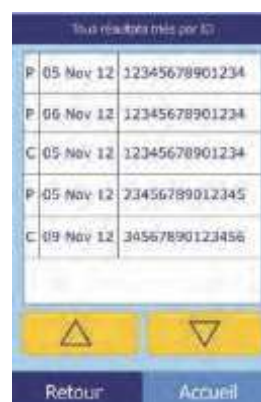 Tous résultats triés par ID
P 05 Nov 12 12345678901234
P 06 Nov 12 12345678901234
C 05 Nov 12 12345678901234
P 05 Nov 12 23456789012345
C 09 Nov 12 34567890123456
Retour Accueil